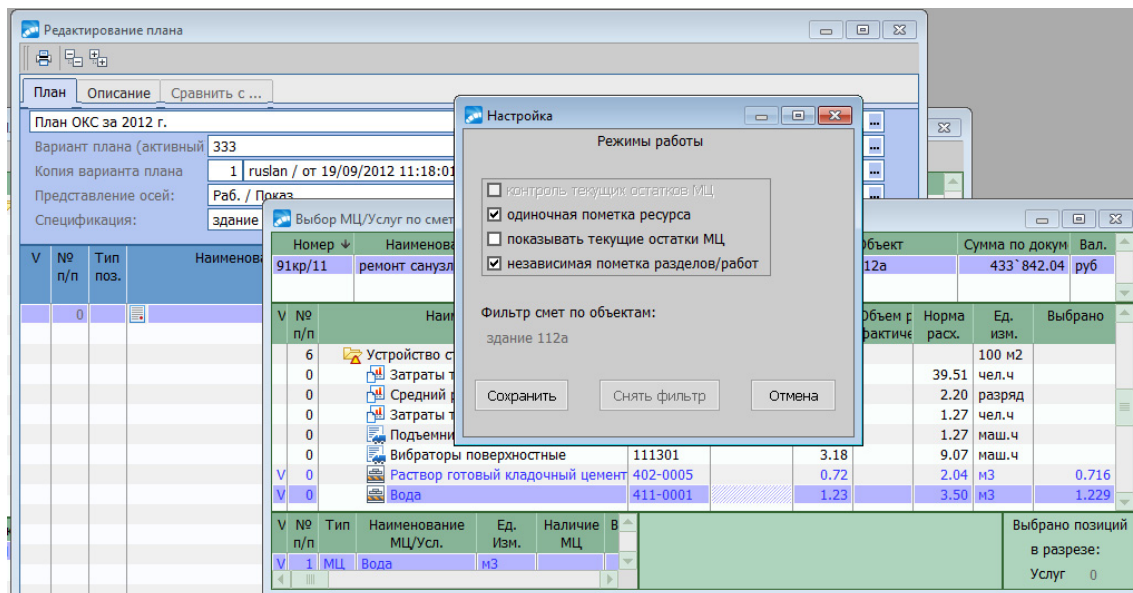 Редактирование плана
План Описание Сравнить с ...
План ОКС за 2012 г.
Вариант плана (активный 333
Копия варианта плана 1 ruslan / от 19/09/2012 11:18:01
Представление осей: Раб. / Показ
Спецификация: здание
V № п/п Тип поз.
0
Настройка
Режимы работы
контроль текущих остатков МЦ
одиночная пометка ресурса
показывать текущие остатки МЦ
независимая пометка разделов/работ
Фильтр смет по объектам:
здание 112а
Сохранить Снять фильтр Отмена
Выбор МЦ/Услуг по смет
Номер Объект Сумма по докум Вал.
91кр/11 ремонт 12а 433`842.04 руб
V № п/п Норма расх. Ед. изм. Выбрано
6 Устройство 100 м2
0 Затраты 39.51 чел.ч
0 Средний 2.20 разряд
0 Затраты 1.27 чел.ч
0 1.27 маш.ч
0 Вибраторы поверхностные 111301 3.18 9.07 маш.ч
V 0 Раствор готовый кладочный цемент 402-0005 0.72 2.04 м3 0.716
V 0 Вода 411-0001 1.23 3.50 м3 1.229
V № п/п Тип Наименование МЦ/Усл. Ед. Изм. Наличие МЦ В
V 1 МЦ Вода м3
Выбрано позиций
в разрезе:
Услуг 0